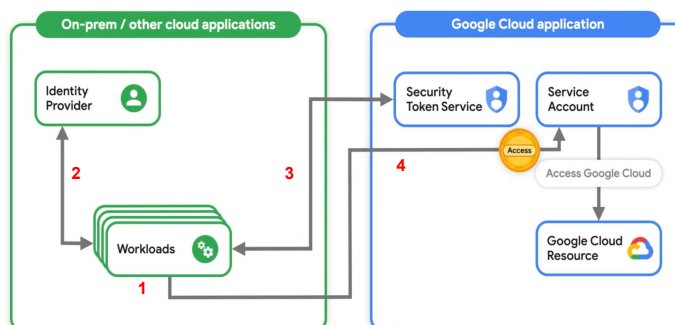 On-prem / other cloud applications
Google Cloud application
Identity
Provider
Security
Token Service
Service
Account
Access
2
3
4
Access Google Cloud
Workloads
Google Cloud
Resource
1